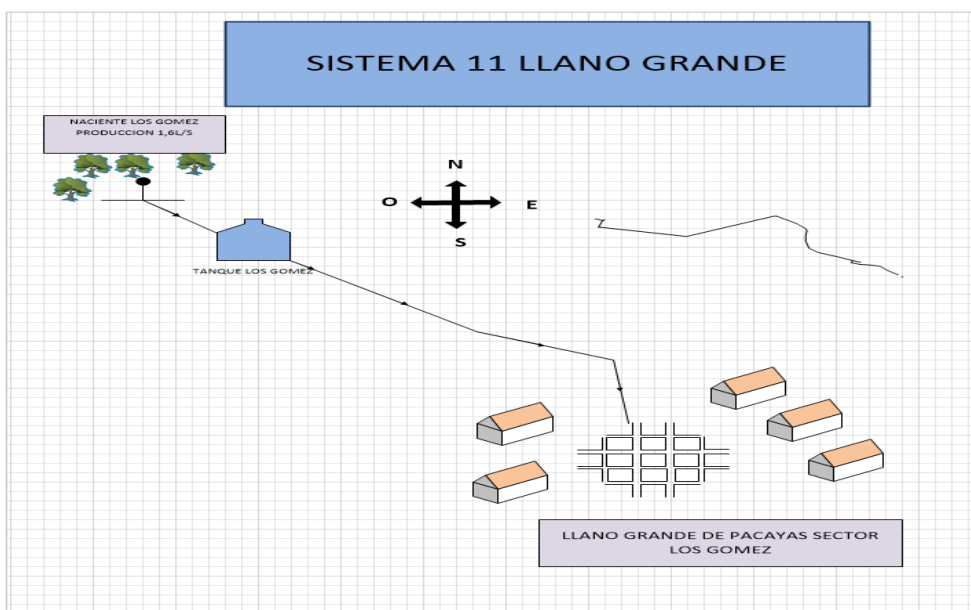 SISTEMA 11 LLANO GRANDE
NACIENTE LOS GOMEZ
PRODUCCION 1,6L/S
N
O
E
S
TANQUE LOS GOMEZ
LLANO GRANDE DE PACAYAS SECTOR
LOS GOMEZ